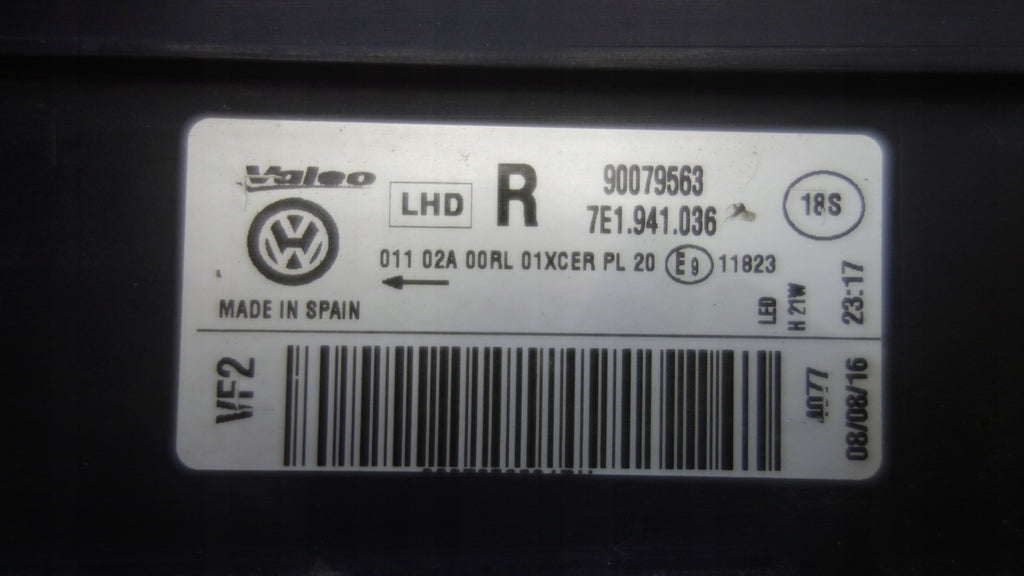 Valeo
LHD
R
90079563
7E1.941.036
18S
011 02A 00RL 01XCER PL 20 E9 11823
MADE IN SPAIN
LED
H 21W
23:17
VF2
08/08/16